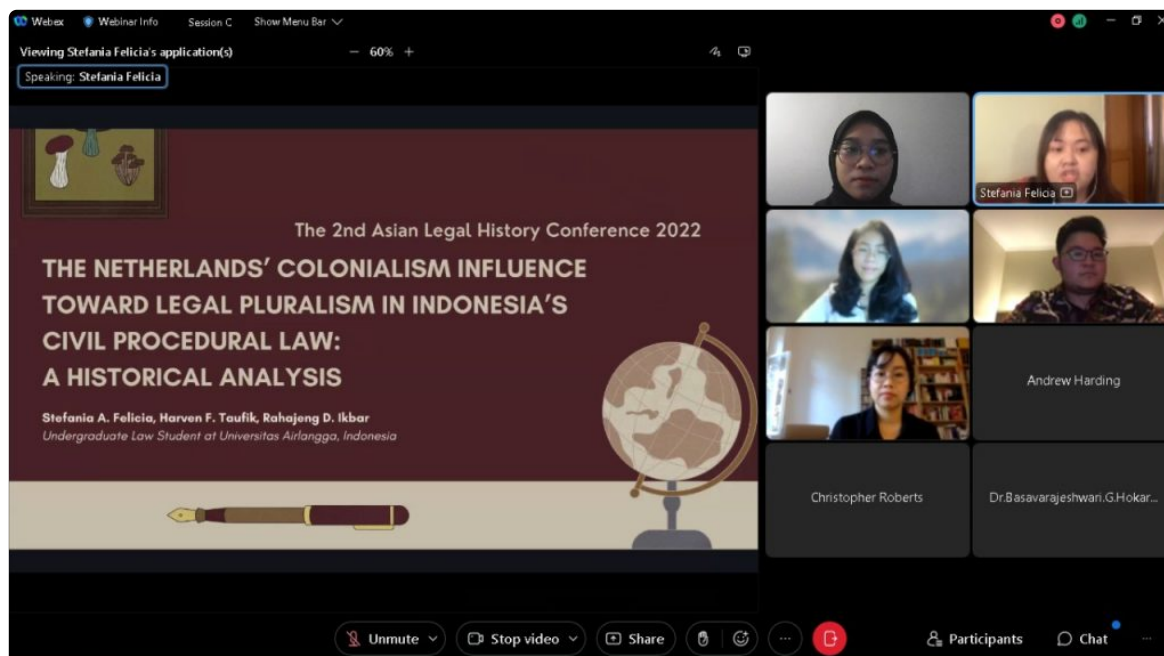 Webex Webinar Info Session C Show Menu Bar
Viewing Stefania Felicia's application(s) 60%
Speaking: Stefania Felicia
The 2nd Asian Legal History Conference 2022
THE NETHERLANDS' COLONIALISM INFLUENCE
TOWARD LEGAL PLURALISM IN INDONESIA'S
CIVIL PROCEDURAL LAW:
A HISTORICAL ANALYSIS
Stefania A. Felicia, Harven F. Taufik, Rahajeng D. Ikbar
Undergraduate Law Student at Universitas Airlangga, Indonesia
Stefania Felicia
Andrew Harding
Christopher Roberts
Dr.Basavarajeshwari.G.Hokar...
Unmute Stop video Share Participants Chat